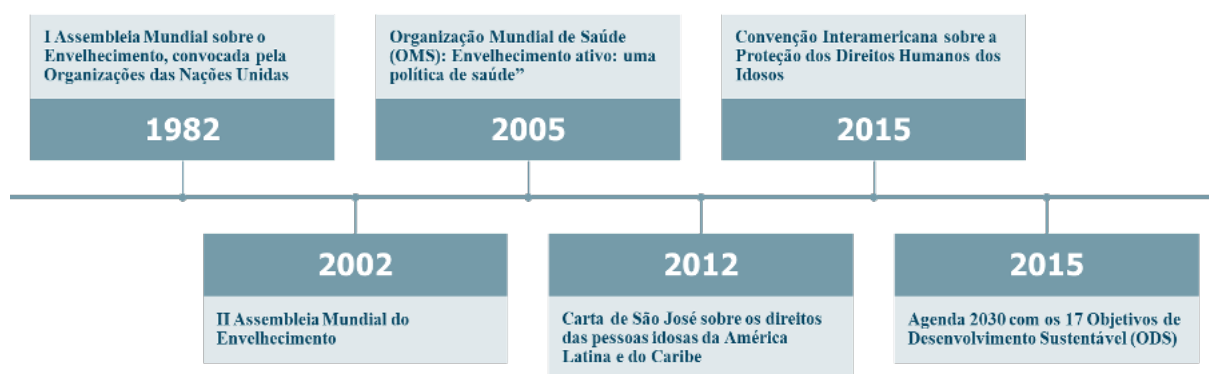 I Assembleia Mundial sobre o
Envelhecimento, convocada pela
Organizações das Nações Unidas
1982
II Assembleia Mundial do
Envelhecimento
2002
Organização Mundial de Saúde
(OMS): Envelhecimento ativo: uma
política de saúde”
2005
2012
Carta de São José sobre os direitos
das pessoas idosas da América
Latina e do Caribe
Convenção Interamericana sobre a
Proteção dos Direitos Humanos dos
Idosos
2015
2015
Agenda 2030 com os 17 Objetivos de
Desenvolvimento Sustentável (ODS)